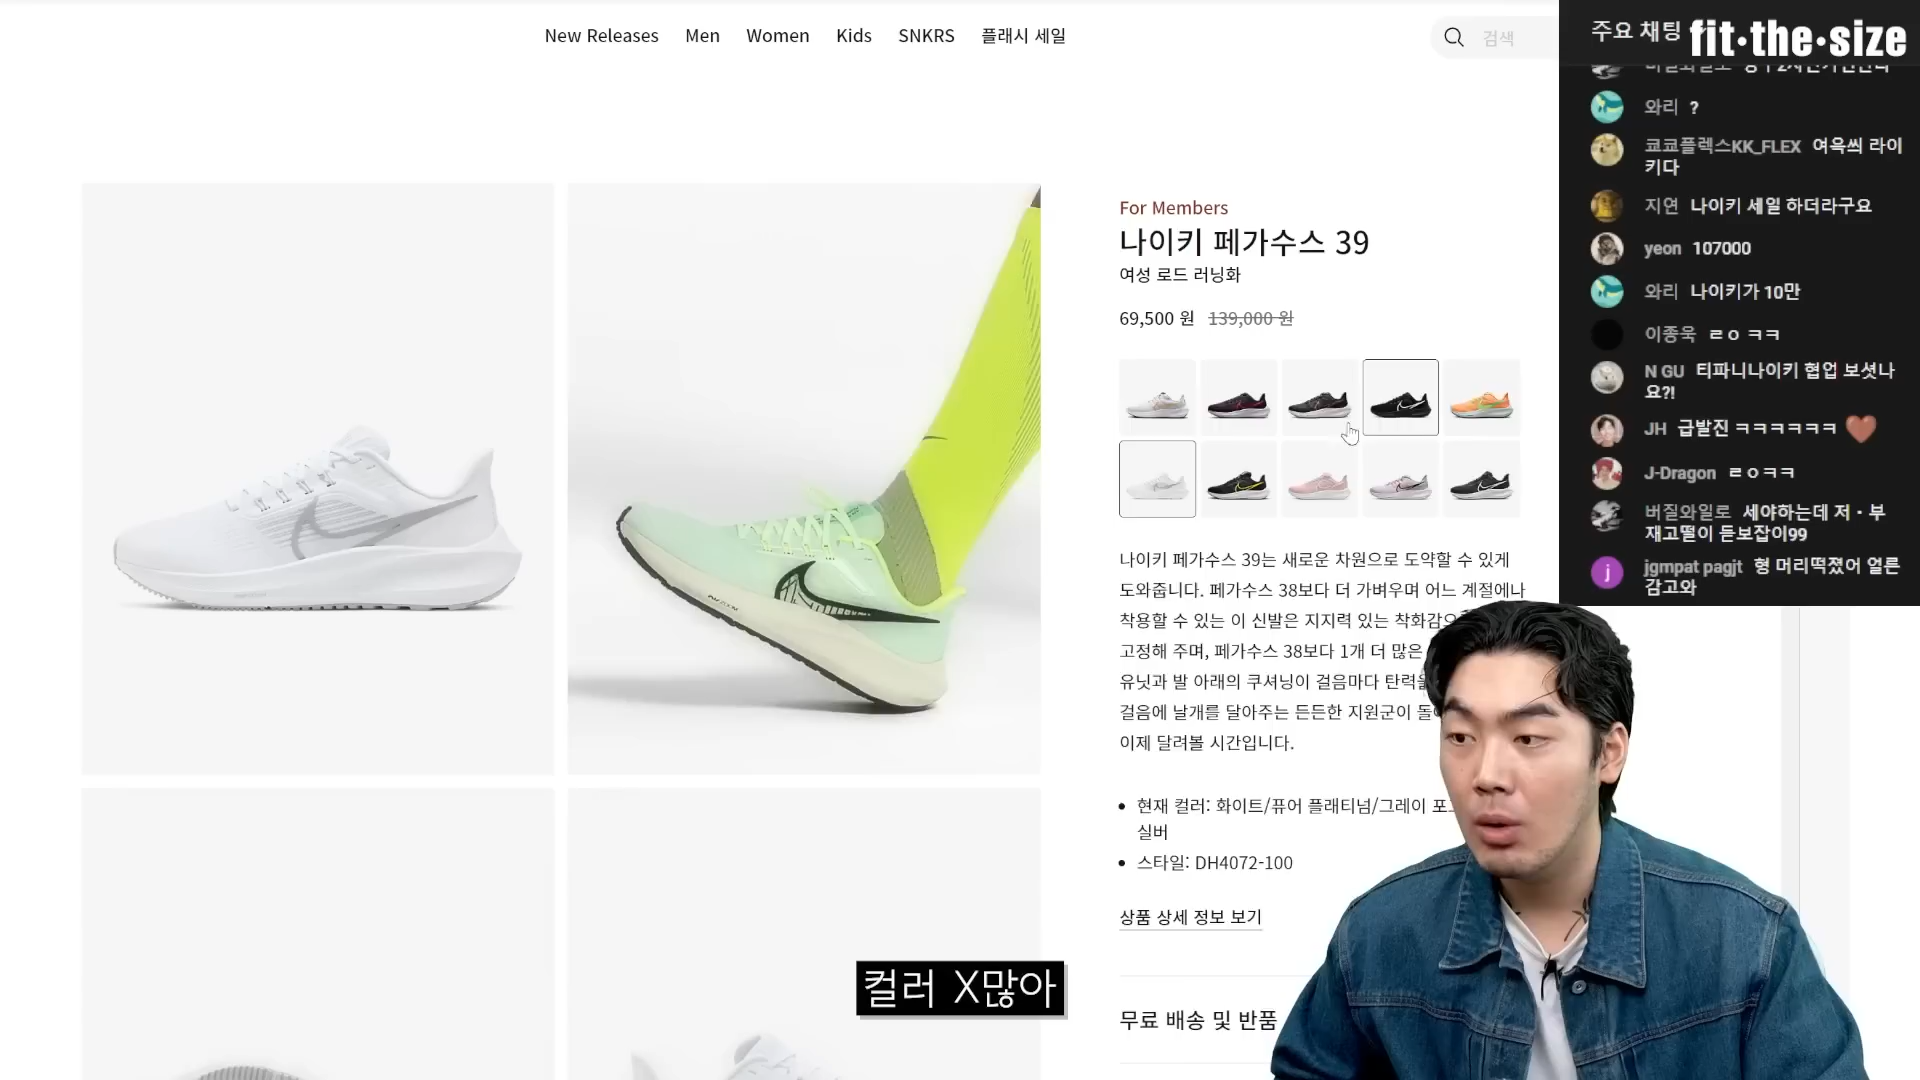 New Releases Men Women Kids SNKRS 플래시 세일
검색
주요 채팅
fit·the·size
와리 ?
쿄쿄플렉스KK_FLEX 여윽씌 라이
키다
지연 나이키 세일 하더라구요
yeon 107000
와리 나이키가 10만
이종욱 ㄹㅇ ㅋㅋ
N GU 티파니나이키 협업 보셧나
요?!
JH 급발진 ㅋㅋㅋㅋㅋㅋ
J-Dragon ㄹㅇㅋㅋ
버질와일로 세야하는데 저·부
재고떨이 듣보잡이99
jgmpat pagjt 형 머리떡졌어 얼른
감고와
For Members
나이키 페가수스 39
여성 로드 러닝화
69,500 원 139,000 원
나이키 페가수스 39는 새로운 차원으로 도약할 수 있게
도와줍니다. 페가수스 38보다 더 가벼우며 어느 계절에나
착용할 수 있는 이 신발은 지지력 있는 착화감으
고정해 주며, 페가수스 38보다 1개 더 많은
유닛과 발 아래의 쿠셔닝이 걸음마다 탄력을
걸음에 날개를 달아주는 든든한 지원군이
이제 달려볼 시간입니다.
현재 컬러: 화이트/퓨어 플래티넘/그레이
실버
스타일: DH4072-100
상품 상세 정보 보기
무료 배송 및 반품
컬러 X많아